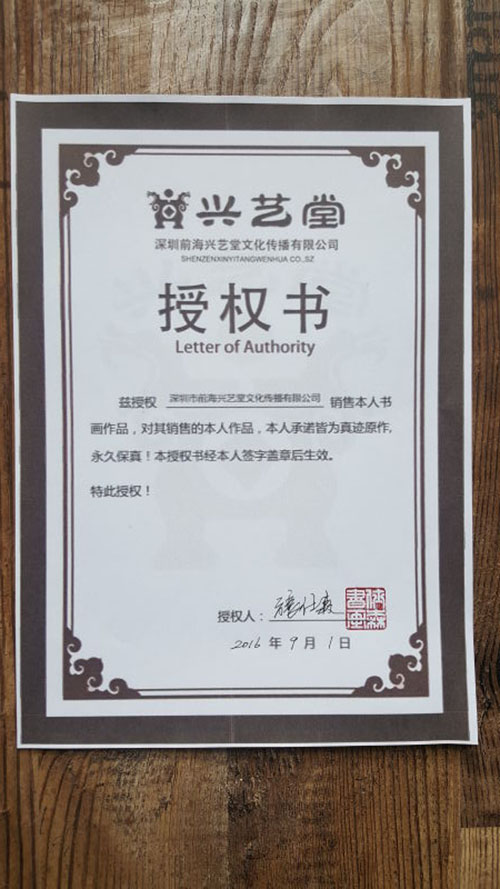 兴艺堂
深圳前海兴艺堂文化传播有限公司
SHENZENXINYITANGWENHUA CO.,SZ
授权书
Letter of Authority
兹授权 深圳市前海兴艺堂文化传播有限公司 销售本人书
画作品，对其销售的本人作品，本人承诺皆为真迹原作，
永久保真！本授权书经本人签字盖章后生效。
特此授权！
授权人：
2016 年 9 月 1 日